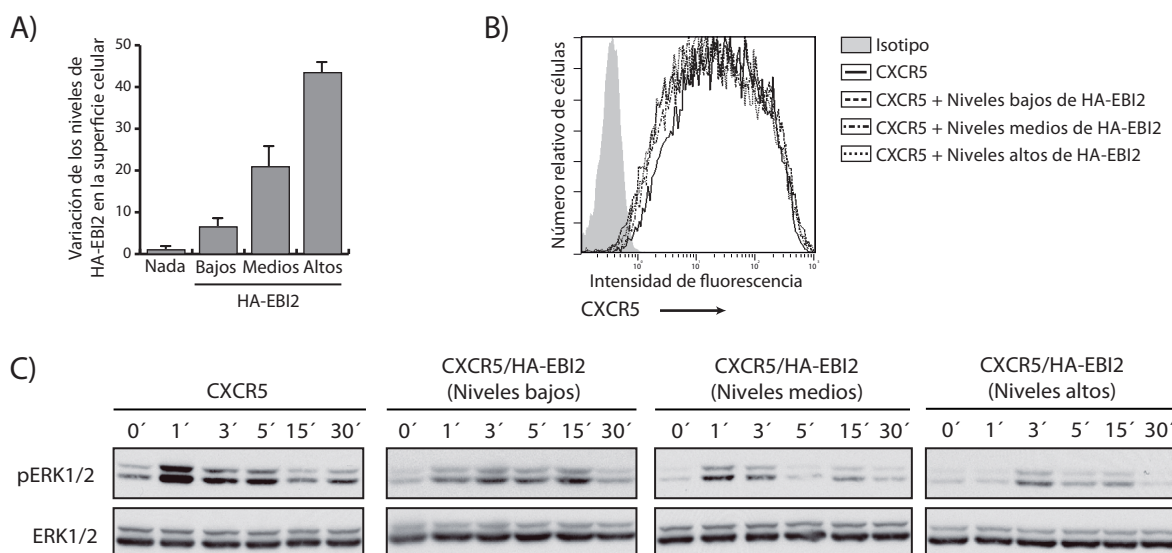 A)
Variación de los niveles de
HA-EBI2 en la superficie celular
50
40
30
20
10
0
Nada Bajos Medios Altos
HA-EBI2
B)
Número relativo de células
10⁰ 10¹ 10² 10³
Intensidad de fluorescencia
CXCR5
Isotipo
CXCR5
CXCR5 + Niveles bajos de HA-EBI2
CXCR5 + Niveles medios de HA-EBI2
CXCR5 + Niveles altos de HA-EBI2
C)
CXCR5
CXCR5/HA-EBI2
(Niveles bajos)
CXCR5/HA-EBI2
(Niveles medios)
CXCR5/HA-EBI2
(Niveles altos)
0´ 1´ 3´ 5´ 15´ 30´
0´ 1´ 3´ 5´ 15´ 30´
0´ 1´ 3´ 5´ 15´ 30´
0´ 1´ 3´ 5´ 15´ 30´
pERK1/2
ERK1/2